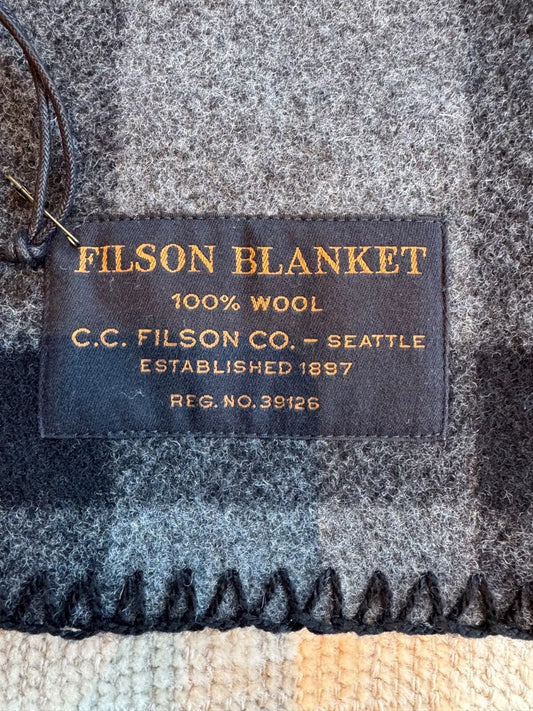 FILSON BLANKET
100% WOOL
C.C. FILSON CO. – SEATTLE
ESTABLISHED 1897
REG. NO. 39126